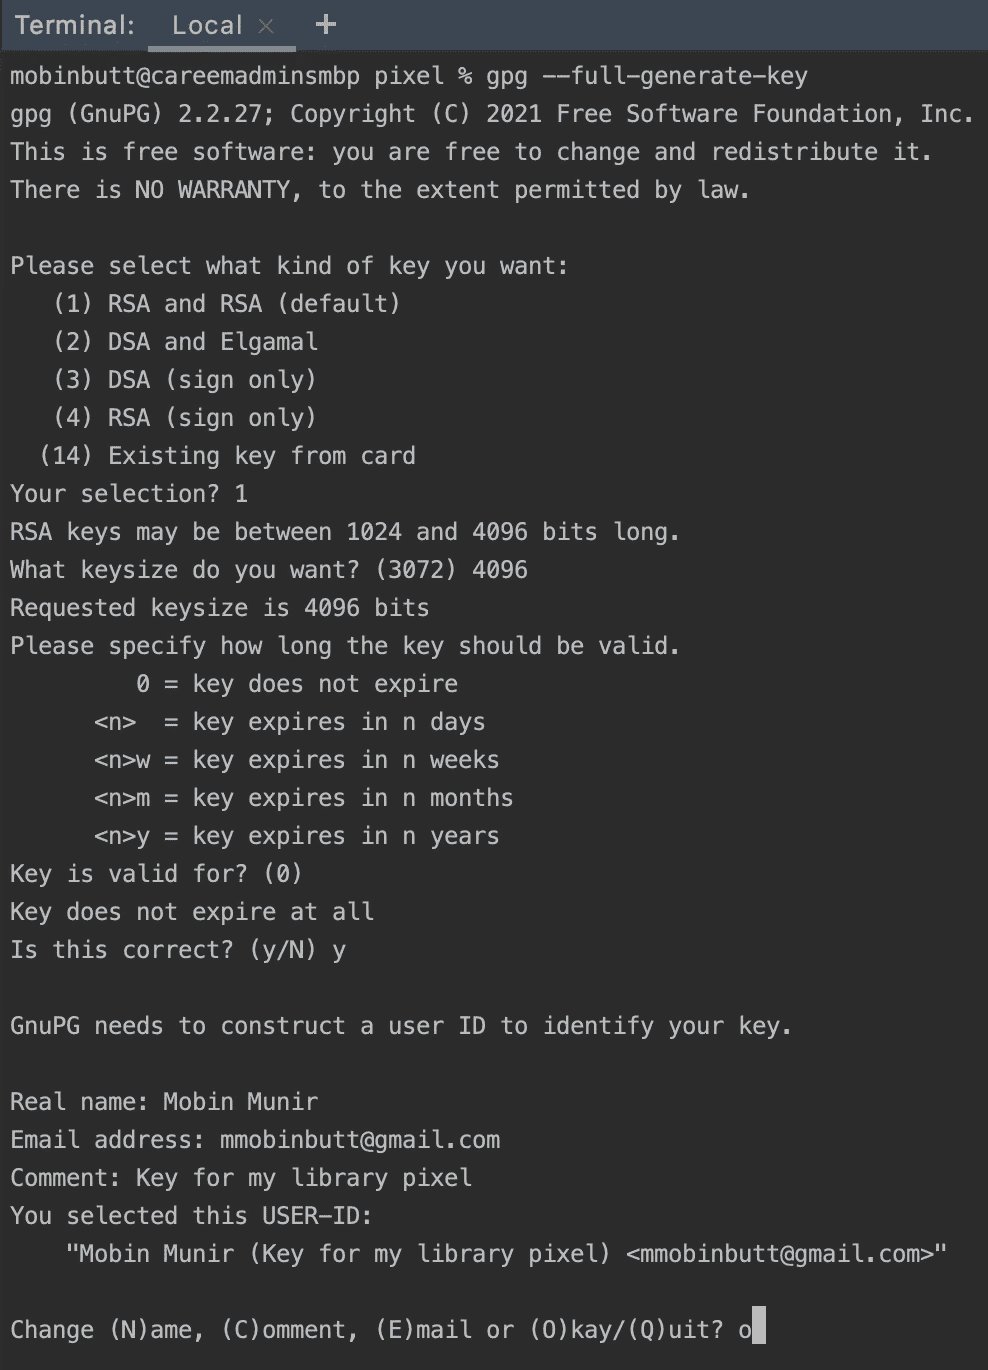 Terminal: Local × +
mobinbutt@careemadminsmbp pixel % gpg --full-generate-key
gpg (GnuPG) 2.2.27; Copyright (C) 2021 Free Software Foundation, Inc.
This is free software: you are free to change and redistribute it.
There is NO WARRANTY, to the extent permitted by law.

Please select what kind of key you want:
   (1) RSA and RSA (default)
   (2) DSA and Elgamal
   (3) DSA (sign only)
   (4) RSA (sign only)
  (14) Existing key from card
Your selection? 1
RSA keys may be between 1024 and 4096 bits long.
What keysize do you want? (3072) 4096
Requested keysize is 4096 bits
Please specify how long the key should be valid.
         0 = key does not expire
      <n>  = key expires in n days
      <n>w = key expires in n weeks
      <n>m = key expires in n months
      <n>y = key expires in n years
Key is valid for? (0)
Key does not expire at all
Is this correct? (y/N) y

GnuPG needs to construct a user ID to identify your key.

Real name: Mobin Munir
Email address: mmobinbutt@gmail.com
Comment: Key for my library pixel
You selected this USER-ID:
    "Mobin Munir (Key for my library pixel) <mmobinbutt@gmail.com>"

Change (N)ame, (C)omment, (E)mail or (O)kay/(Q)uit? o